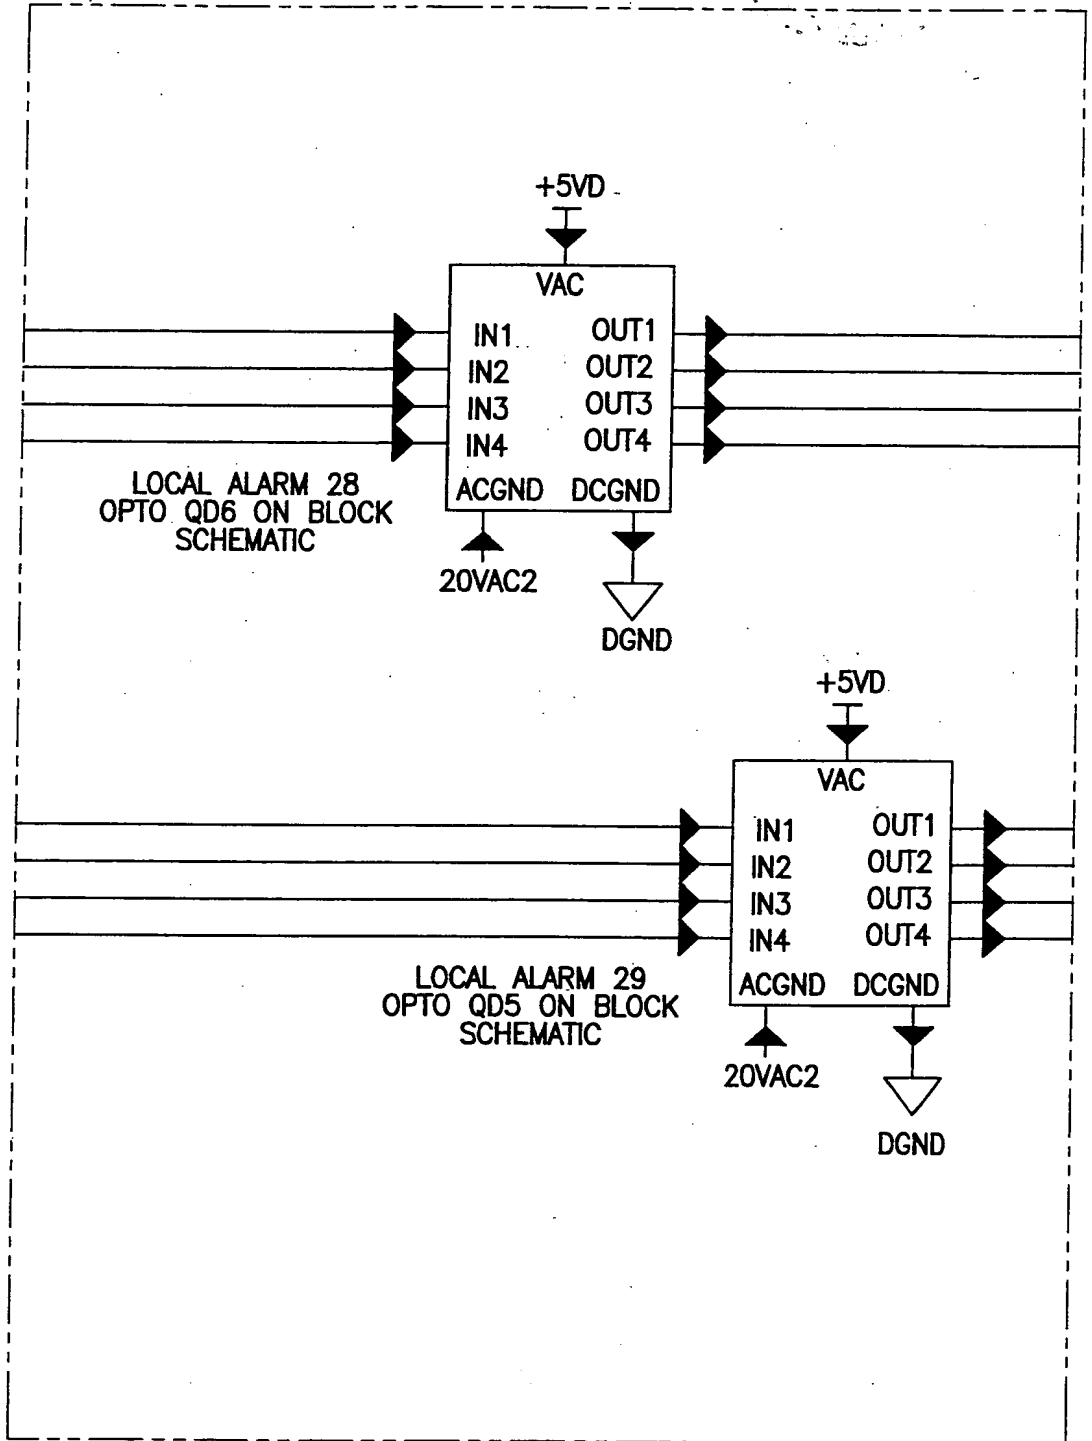 +5VD
VAC
IN1 OUT1
IN2 OUT2
IN3 OUT3
IN4 OUT4
ACGND DCGND
LOCAL ALARM 28
OPTO QD6 ON BLOCK
SCHEMATIC
20VAC2
DGND
+5VD
VAC
IN1 OUT1
IN2 OUT2
IN3 OUT3
IN4 OUT4
ACGND DCGND
LOCAL ALARM 29
OPTO QD5 ON BLOCK
SCHEMATIC
20VAC2
DGND